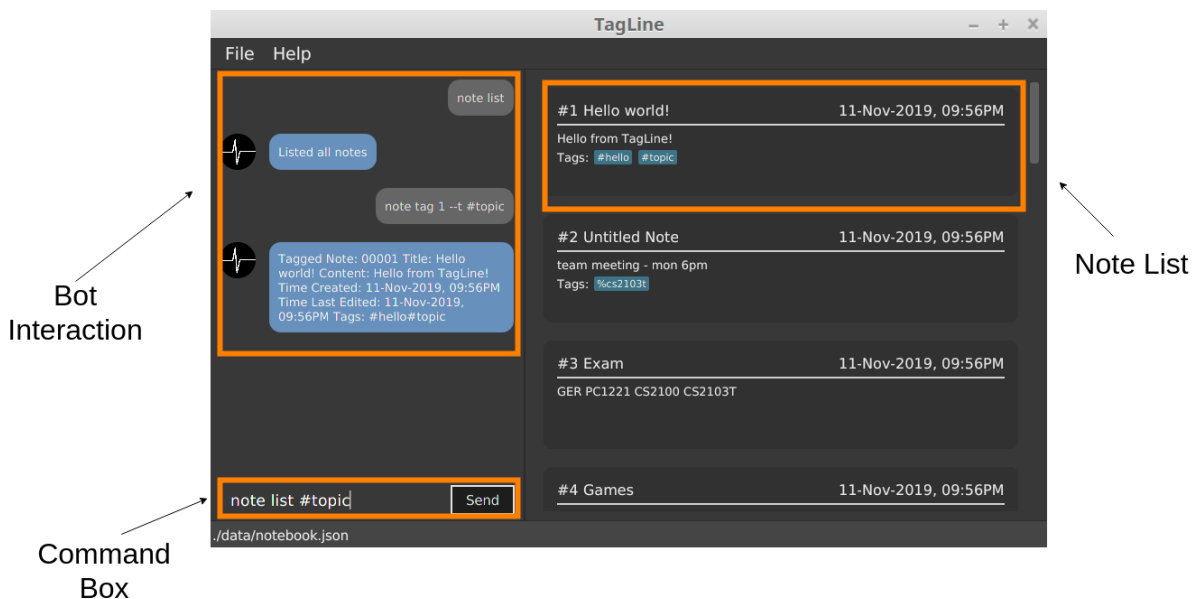 TagLine
File Help
note list
Listed all notes
note tag 1 --t #topic
Tagged Note: 00001 Title: Hello
world! Content: Hello from TagLine!
Time Created: 11-Nov-2019, 09:56PM
Time Last Edited: 11-Nov-2019,
09:56PM Tags: #hello#topic
note list #topic
Send
./data/notebook.json
#1 Hello world! 11-Nov-2019, 09:56PM
Hello from TagLine!
Tags: #hello #topic
#2 Untitled Note 11-Nov-2019, 09:56PM
team meeting - mon 6pm
Tags: %cs2103t
#3 Exam 11-Nov-2019, 09:56PM
GER PC1221 CS2100 CS2103T
#4 Games 11-Nov-2019, 09:56PM
Bot
Interaction
Command
Box
Note List